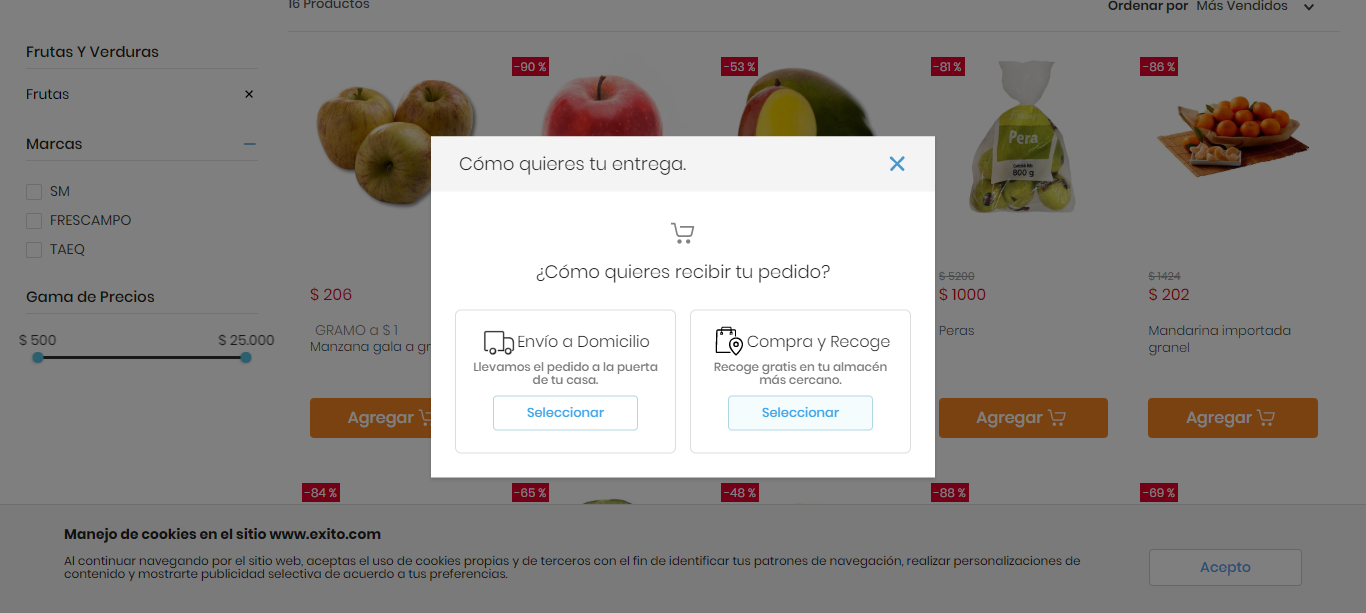 16 Productos
Ordenar por Más Vendidos
Frutas Y Verduras
Frutas
Marcas
SM
FRESCAMPO
TAEQ
Gama de Precios
$ 500 $ 25.000
-90 %
-53 %
-81 %
-86 %
Pera
800 g
$ 206
GRAMO a $ 1
Manzana gala a gr
Agregar
$ 5200
$ 1000
Peras
Agregar
$ 1424
$ 202
Mandarina importada
granel
Agregar
Cómo quieres tu entrega.
¿Cómo quieres recibir tu pedido?
Envío a Domicilio
Llevamos el pedido a la puerta
de tu casa.
Seleccionar
Compra y Recoge
Recoge gratis en tu almacén
más cercano.
Seleccionar
-84 %
-65 %
-48 %
-88 %
-69 %
Manejo de cookies en el sitio www.exito.com
Al continuar navegando por el sitio web, aceptas el uso de cookies propias y de terceros con el fin de identificar tus patrones de navegación, realizar personalizaciones de
contenido y mostrarte publicidad selectiva de acuerdo a tus preferencias.
Acepto